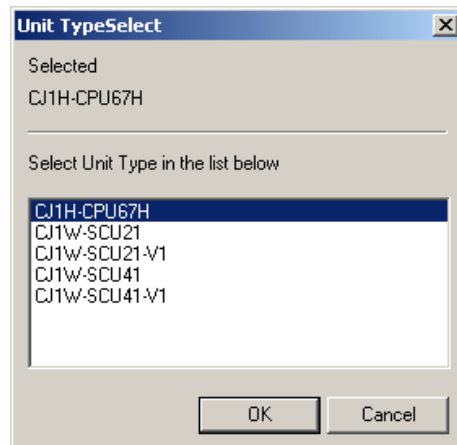 Unit TypeSelect
Selected
CJ1H-CPU67H
Select Unit Type in the list below
CJ1H-CPU67H
CJ1W-SCU21
CJ1W-SCU21-V1
CJ1W-SCU41
CJ1W-SCU41-V1
OK Cancel